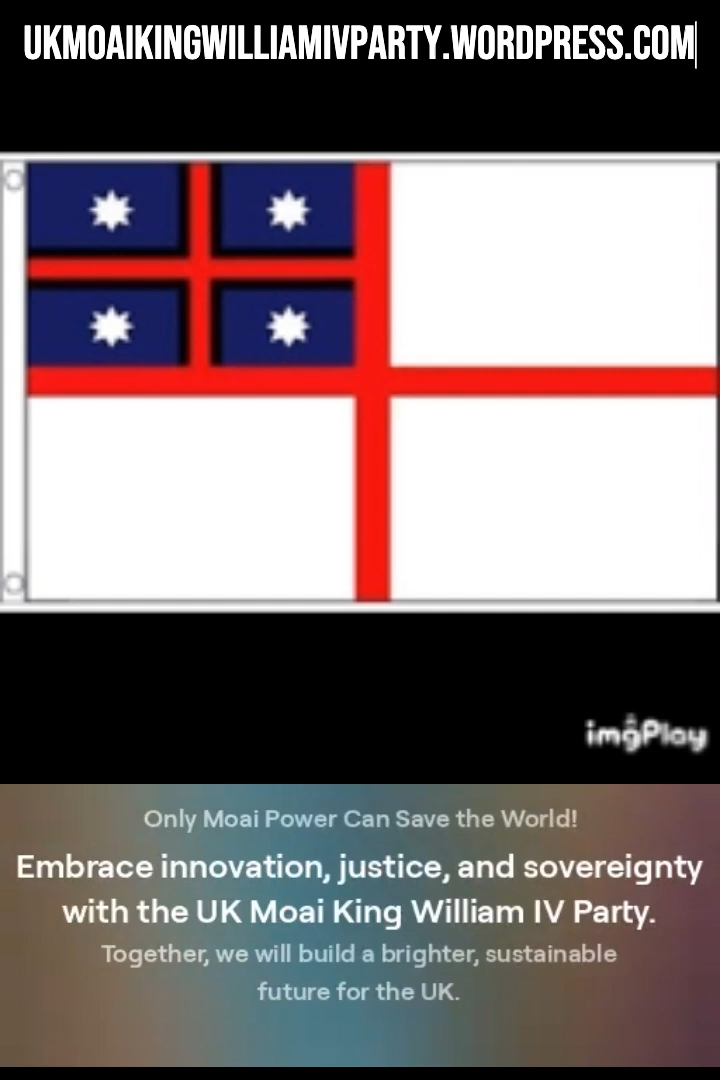 UKMOAIKINGWILLIAMIVPARTY.WORDPRESS.COM
imgPlay
Only Moai Power Can Save the World!
Embrace innovation, justice, and sovereignty
with the UK Moai King William IV Party.
Together, we will build a brighter, sustainable
future for the UK.